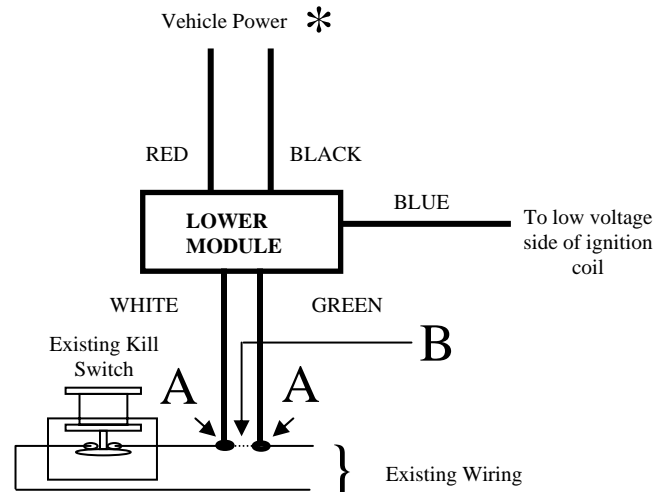 Vehicle Power *
RED
BLACK
BLUE
LOWER
MODULE
To low voltage
side of ignition
coil
WHITE
GREEN
Existing Kill
Switch
B
A
A
}
Existing Wiring